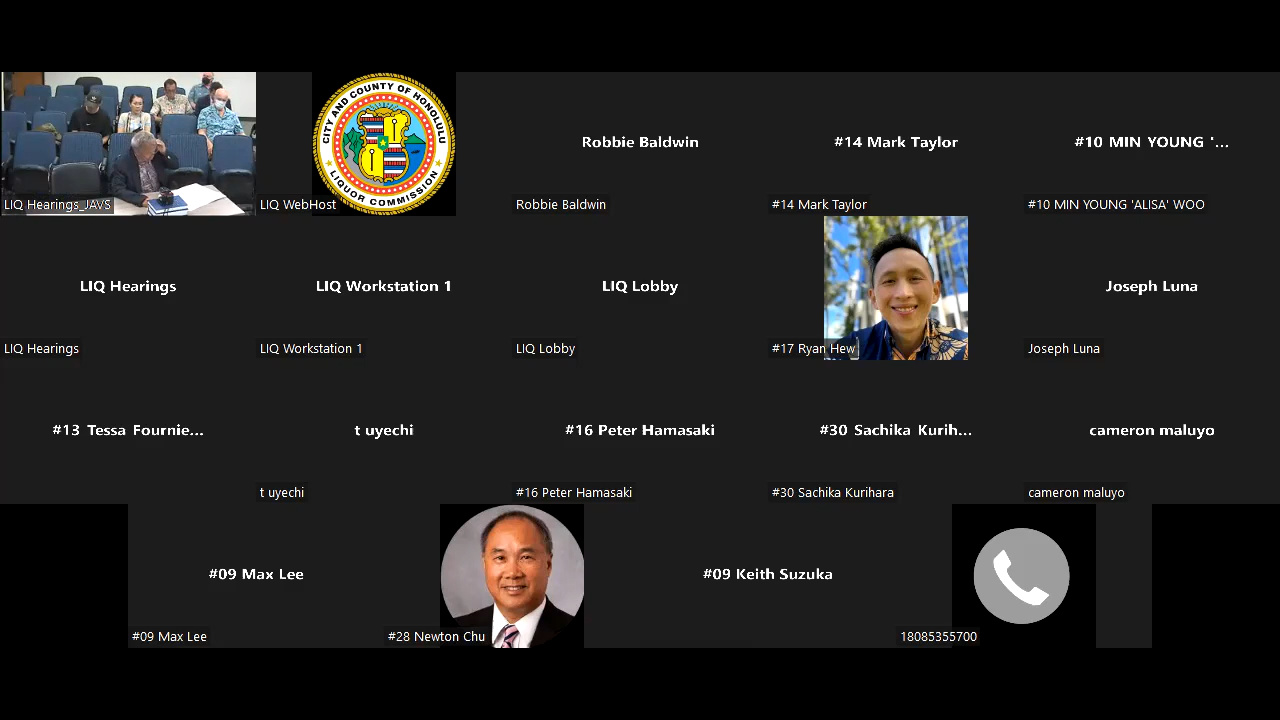 CITY AND COUNTY OF HONOLULU
LIQUOR COMMISSION
Robbie Baldwin
#14 Mark Taylor
#10 MIN YOUNG '...
LIQ Hearings_JAVS
LIQ WebHost
Robbie Baldwin
#14 Mark Taylor
#10 MIN YOUNG 'ALISA' WOO
LIQ Hearings
LIQ Workstation 1
LIQ Lobby
Joseph Luna
LIQ Hearings
LIQ Workstation 1
LIQ Lobby
#17 Ryan Hew
Joseph Luna
#13 Tessa Fournie...
t uyechi
#16 Peter Hamasaki
#30 Sachika Kurih...
cameron maluyo
t uyechi
#16 Peter Hamasaki
#30 Sachika Kurihara
cameron maluyo
#09 Max Lee
#09 Keith Suzuka
#09 Max Lee
#28 Newton Chu
18085355700